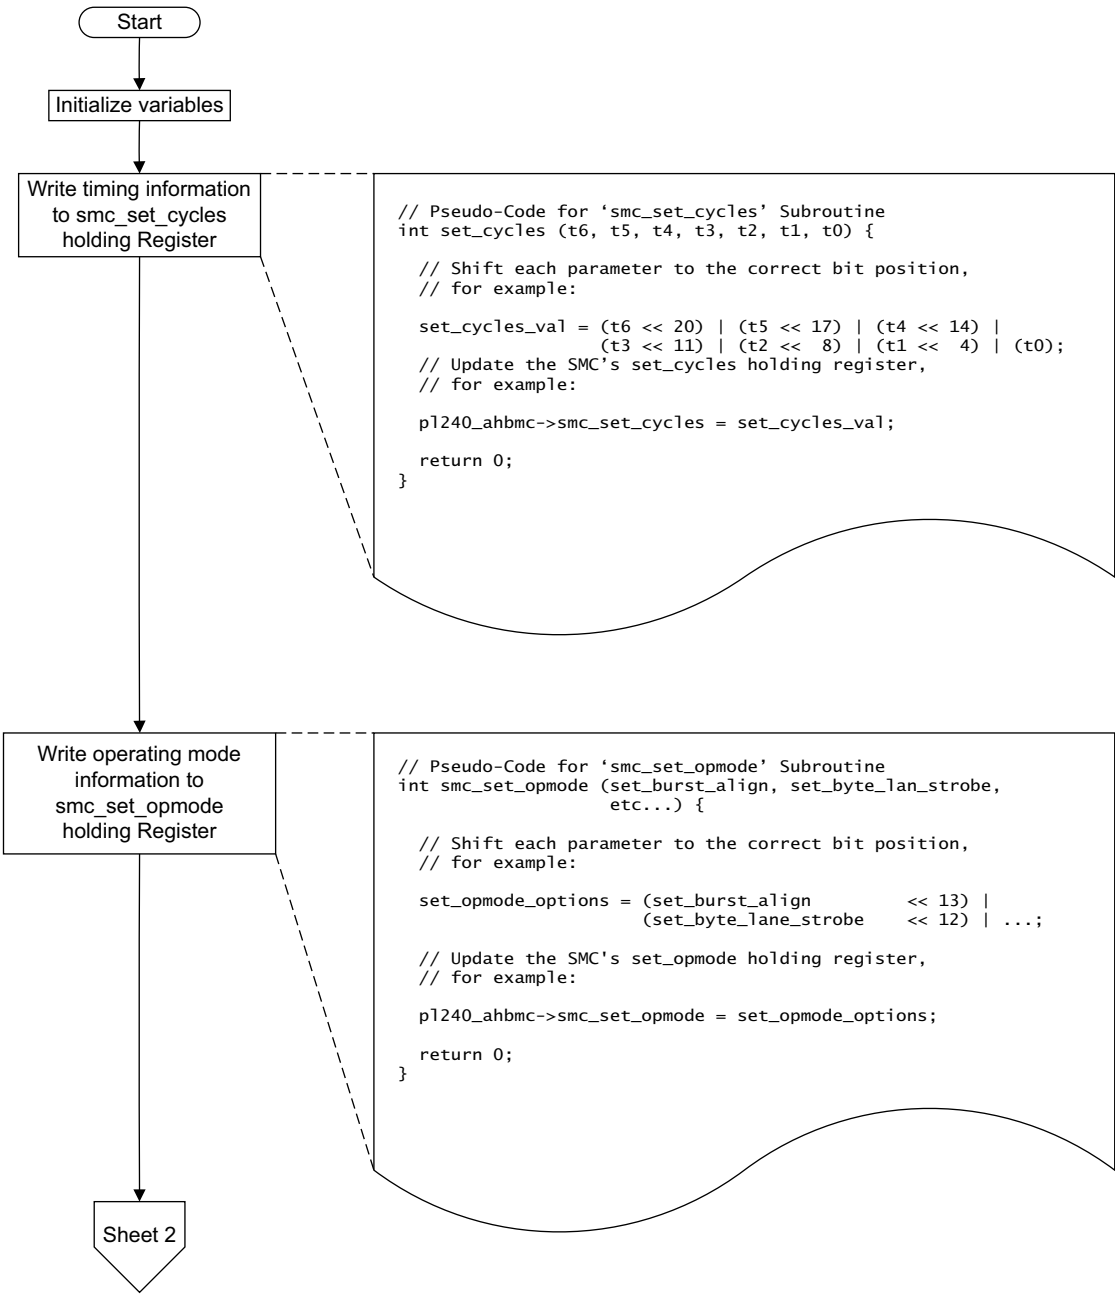 Start
Initialize variables
Write timing information
to smc_set_cycles
holding Register
// Pseudo-Code for ‘smc_set_cycles’ Subroutine
int set_cycles (t6, t5, t4, t3, t2, t1, t0) {
// Shift each parameter to the correct bit position,
// for example:
set_cycles_val = (t6 << 20) | (t5 << 17) | (t4 << 14) |
(t3 << 11) | (t2 <<  8) | (t1 <<  4) | (t0);
// Update the SMC’s set_cycles holding register,
// for example:
pl240_ahbmc->smc_set_cycles = set_cycles_val;
return 0;
}
Write operating mode
information to
smc_set_opmode
holding Register
// Pseudo-Code for ‘smc_set_opmode’ Subroutine
int smc_set_opmode (set_burst_align, set_byte_lan_strobe,
etc...) {
// Shift each parameter to the correct bit position,
// for example:
set_opmode_options = (set_burst_align         << 13) |
(set_byte_lane_strobe    << 12) | ...;
// Update the SMC's set_opmode holding register,
// for example:
pl240_ahbmc->smc_set_opmode = set_opmode_options;
return 0;
}
Sheet 2